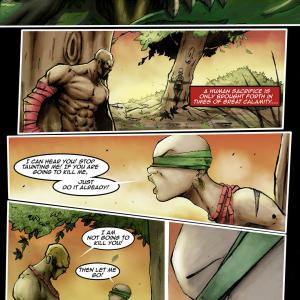 A HUMAN SACRIFICE IS
ONLY BROUGHT FORTH IN
TIMES OF GREAT CALAMITY...
I CAN HEAR YOU! STOP
TAUNTING ME! IF YOU ARE
GOING TO KILL ME,
JUST
DO IT ALREADY!
I AM
NOT GOING
TO KILL YOU!
THEN LET ME
GO!